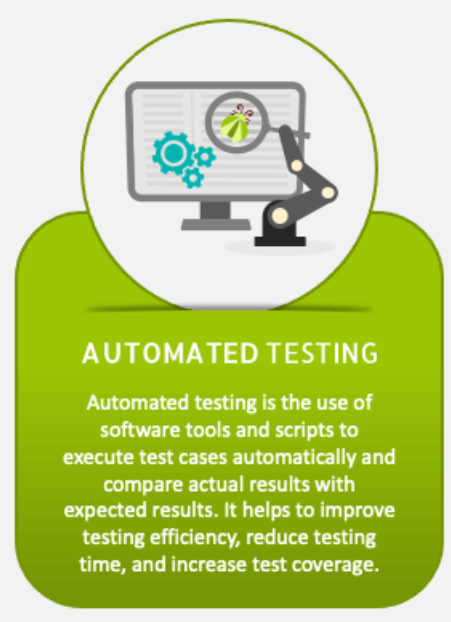 AUTOMATED TESTING
Automated testing is the use of
software tools and scripts to
execute test cases automatically and
compare actual results with
expected results. It helps to improve
testing efficiency, reduce testing
time, and increase test coverage.